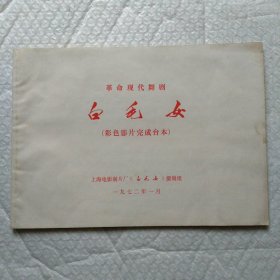 革命现代舞剧
白毛女
(彩色影片完成台本)
上海电影制片厂《白毛女》摄制组
一九七二年一月